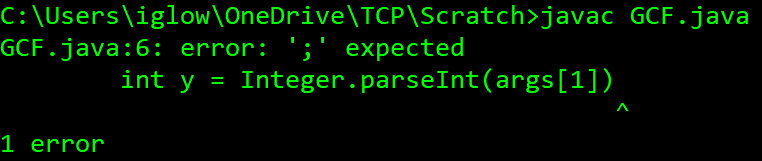 C:\Users\iglow\OneDrive\TCP\Scratch>javac GCF.java
GCF.java:6: error: ';' expected
        int y = Integer.parseInt(args[1])
                                         ^
1 error